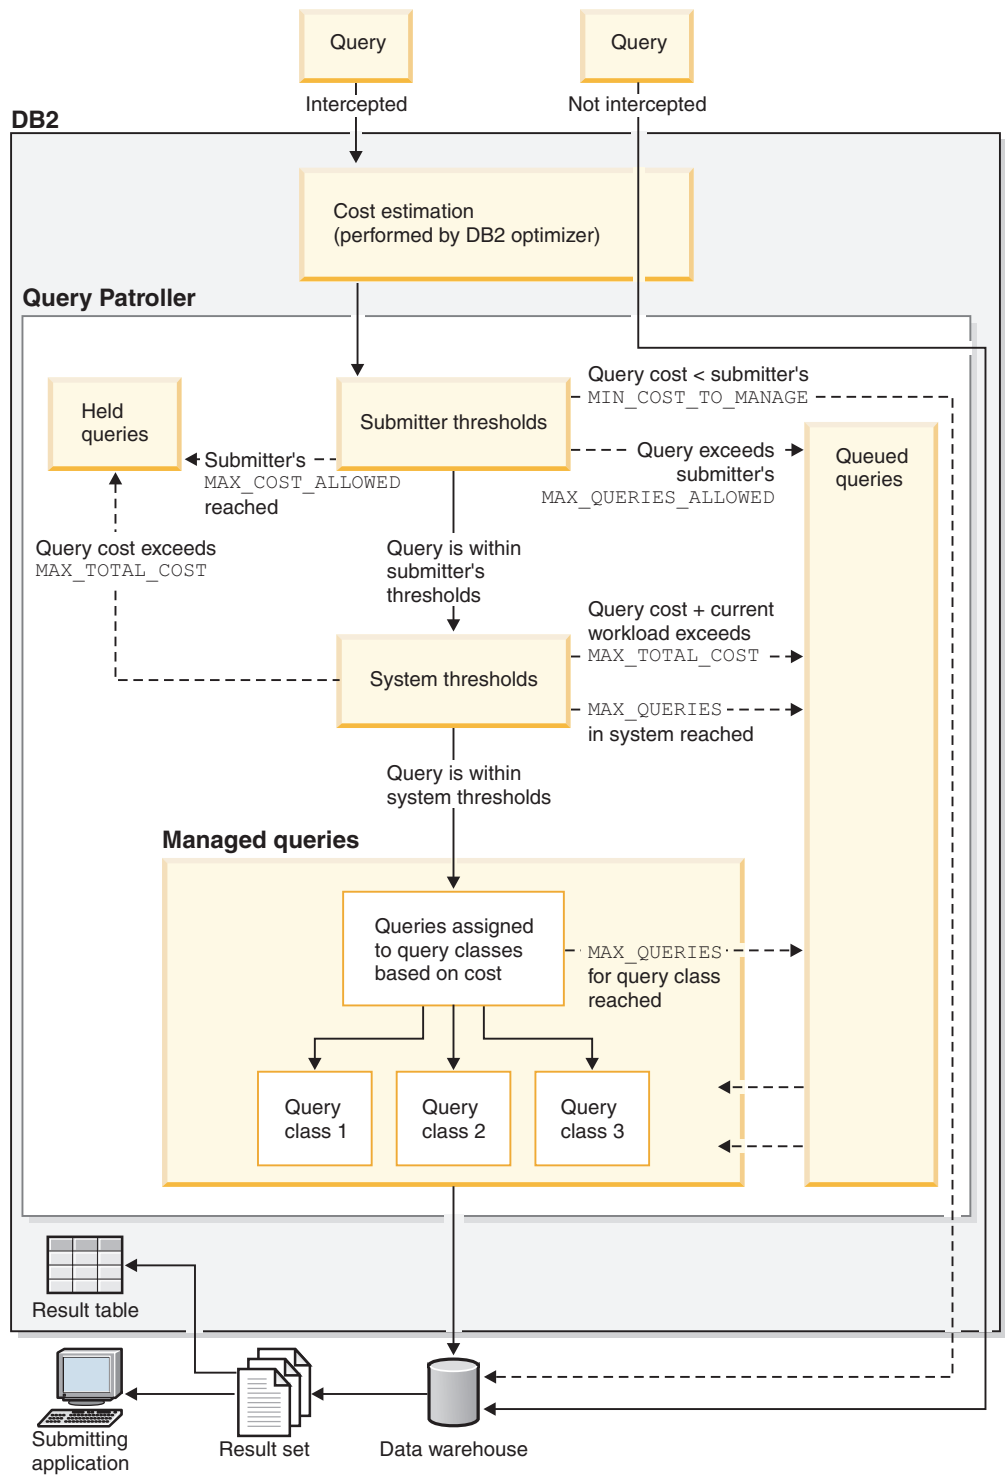 Query
Query
Intercepted
Not intercepted
DB2
Cost estimation
(performed by DB2 optimizer)
Query Patroller
Held
queries
Submitter thresholds
Query cost < submitter's
MIN_COST_TO_MANAGE
Submitter's
MAX_COST_ALLOWED
reached
Query exceeds
submitter's
MAX_QUERIES_ALLOWED
Queued
queries
Query cost exceeds
MAX_TOTAL_COST
Query is within
submitter's
thresholds
Query cost + current
workload exceeds
MAX_TOTAL_COST
System thresholds
MAX_QUERIES
in system reached
Query is within
system thresholds
Managed queries
Queries assigned
to query classes
based on cost
MAX_QUERIES
for query class
reached
Query
class 1
Query
class 2
Query
class 3
Result table
Submitting
application
Result set
Data warehouse